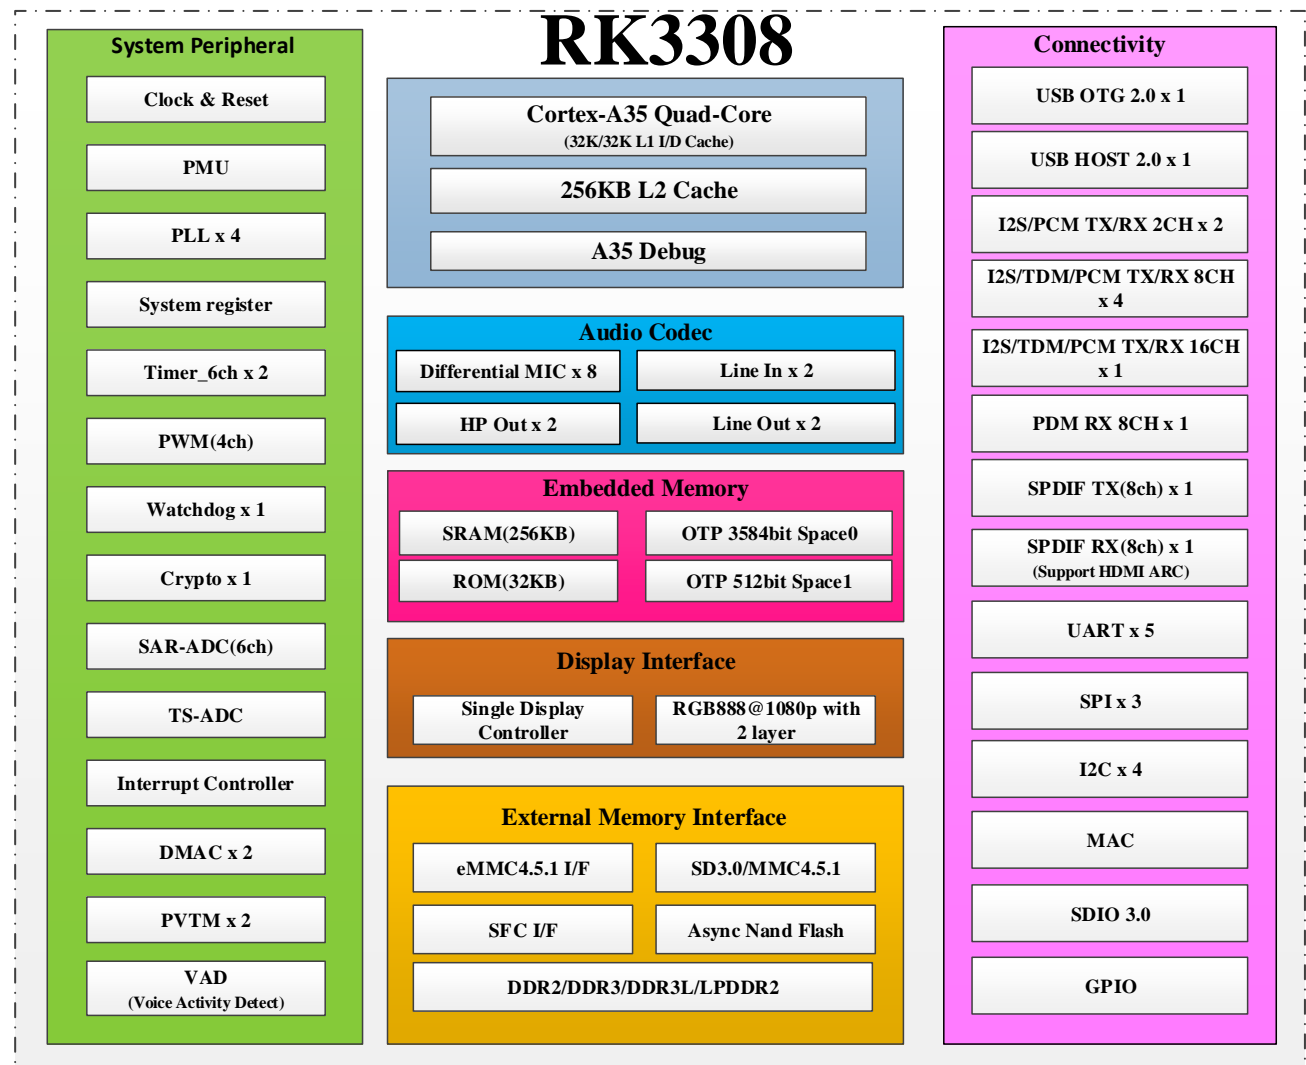 RK3308
System Peripheral
Clock & Reset
PMU
PLL x 4
System register
Timer_6ch x 2
PWM(4ch)
Watchdog x 1
Crypto x 1
SAR-ADC(6ch)
TS-ADC
Interrupt Controller
DMAC x 2
PVTM x 2
VAD
(Voice Activity Detect)
Cortex-A35 Quad-Core
(32K/32K L1 I/D Cache)
256KB L2 Cache
A35 Debug
Audio Codec
Differential MIC x 8
Line In x 2
HP Out x 2
Line Out x 2
Embedded Memory
SRAM(256KB)
OTP 3584bit Space0
ROM(32KB)
OTP 512bit Space1
Display Interface
Single Display
Controller
RGB888@1080p with
2 layer
External Memory Interface
eMMC4.5.1 I/F
SD3.0/MMC4.5.1
SFC I/F
Async Nand Flash
DDR2/DDR3/DDR3L/LPDDR2
Connectivity
USB OTG 2.0 x 1
USB HOST 2.0 x 1
I2S/PCM TX/RX 2CH x 2
I2S/TDM/PCM TX/RX 8CH
x 4
I2S/TDM/PCM TX/RX 16CH
x 1
PDM RX 8CH x 1
SPDIF TX(8ch) x 1
SPDIF RX(8ch) x 1
(Support HDMI ARC)
UART x 5
SPI x 3
I2C x 4
MAC
SDIO 3.0
GPIO